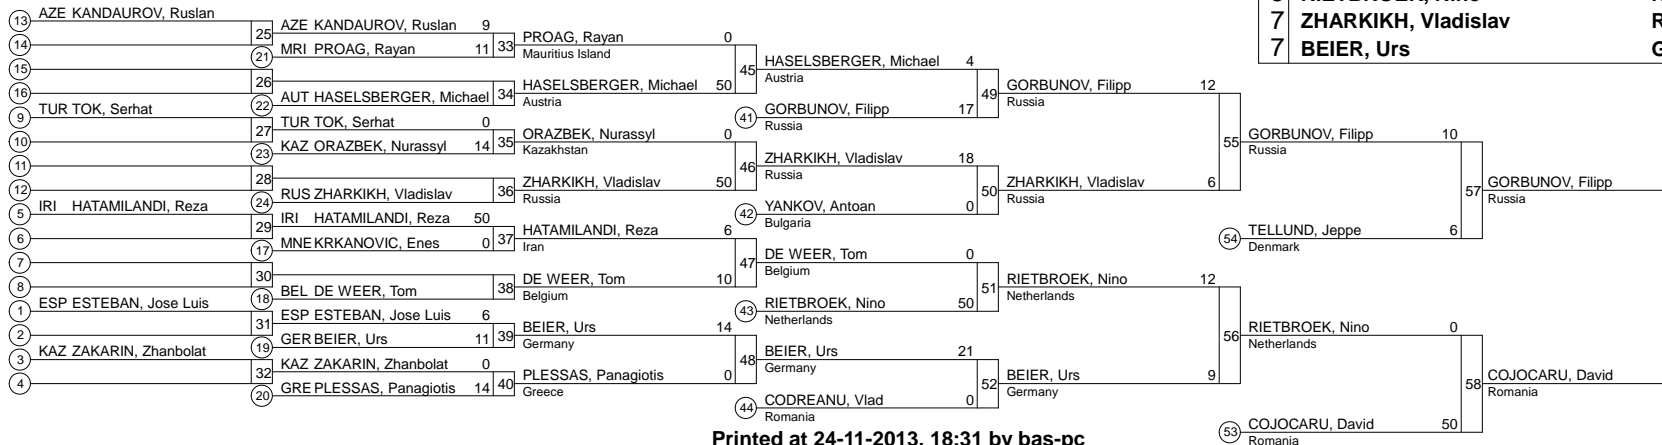 RIETBROEK, Nino
7 ZHARKIKH, Vladislav R
7 BEIER, Urs G
13 AZE KANDAUROV, Ruslan
14
15
16
9 TUR TOK, Serhat
10
11
12
5 IRI HATAMILANDI, Reza
6
7
8
1 ESP ESTEBAN, Jose Luis
2
3 KAZ ZAKARIN, Zhanbolat
4
25 AZE KANDAUROV, Ruslan 9
21 MRI PROAG, Rayan 11
26
22 AUT HASELSBERGER, Michael
27 TUR TOK, Serhat 0
23 KAZ ORAZBEK, Nurassyl 14
28
24 RUS ZHARKIKH, Vladislav
29 IRI HATAMILANDI, Reza 50
17 MNE KRKANOVIC, Enes 0
30
18 BEL DE WEER, Tom
31 ESP ESTEBAN, Jose Luis 6
19 GER BEIER, Urs 11
32 KAZ ZAKARIN, Zhanbolat 0
20 GRE PLESSAS, Panagiotis 14
33 PROAG, Rayan 0
Mauritius Island
34 HASELSBERGER, Michael 50
Austria
35 ORAZBEK, Nurassyl 0
Kazakhstan
36 ZHARKIKH, Vladislav 50
Russia
37 HATAMILANDI, Reza 6
Iran
38 DE WEER, Tom 10
Belgium
39 BEIER, Urs 14
Germany
40 PLESSAS, Panagiotis 0
Greece
45 HASELSBERGER, Michael 4
Austria
41 GORBUNOV, Filipp 17
Russia
46 ZHARKIKH, Vladislav 18
Russia
42 YANKOV, Antoan 0
Bulgaria
47 DE WEER, Tom 0
Belgium
43 RIETBROEK, Nino 50
Netherlands
48 BEIER, Urs 21
Germany
44 CODREANU, Vlad 0
Romania
49 GORBUNOV, Filipp 12
Russia
50 ZHARKIKH, Vladislav 6
Russia
51 RIETBROEK, Nino 12
Netherlands
52 BEIER, Urs 9
Germany
55 GORBUNOV, Filipp 10
Russia
54 TELLUND, Jeppe 6
Denmark
56 RIETBROEK, Nino 0
Netherlands
53 COJOCARU, David 50
Romania
57 GORBUNOV, Filipp
Russia
58 COJOCARU, David
Romania
Printed at 24-11-2013, 18:31 by bas-pc